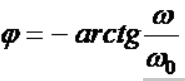 φ = − arctg ω/ω₀